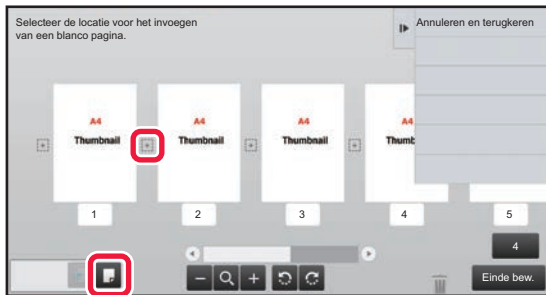 Selecteer de locatie voor het invoegen
van een blanco pagina.
Annuleren en terugkeren
A4
Thumbnail
A4
Thumbnail
A4
Thumbnail
A4
Thumb
1
2
3
4
5
4
Einde bew.